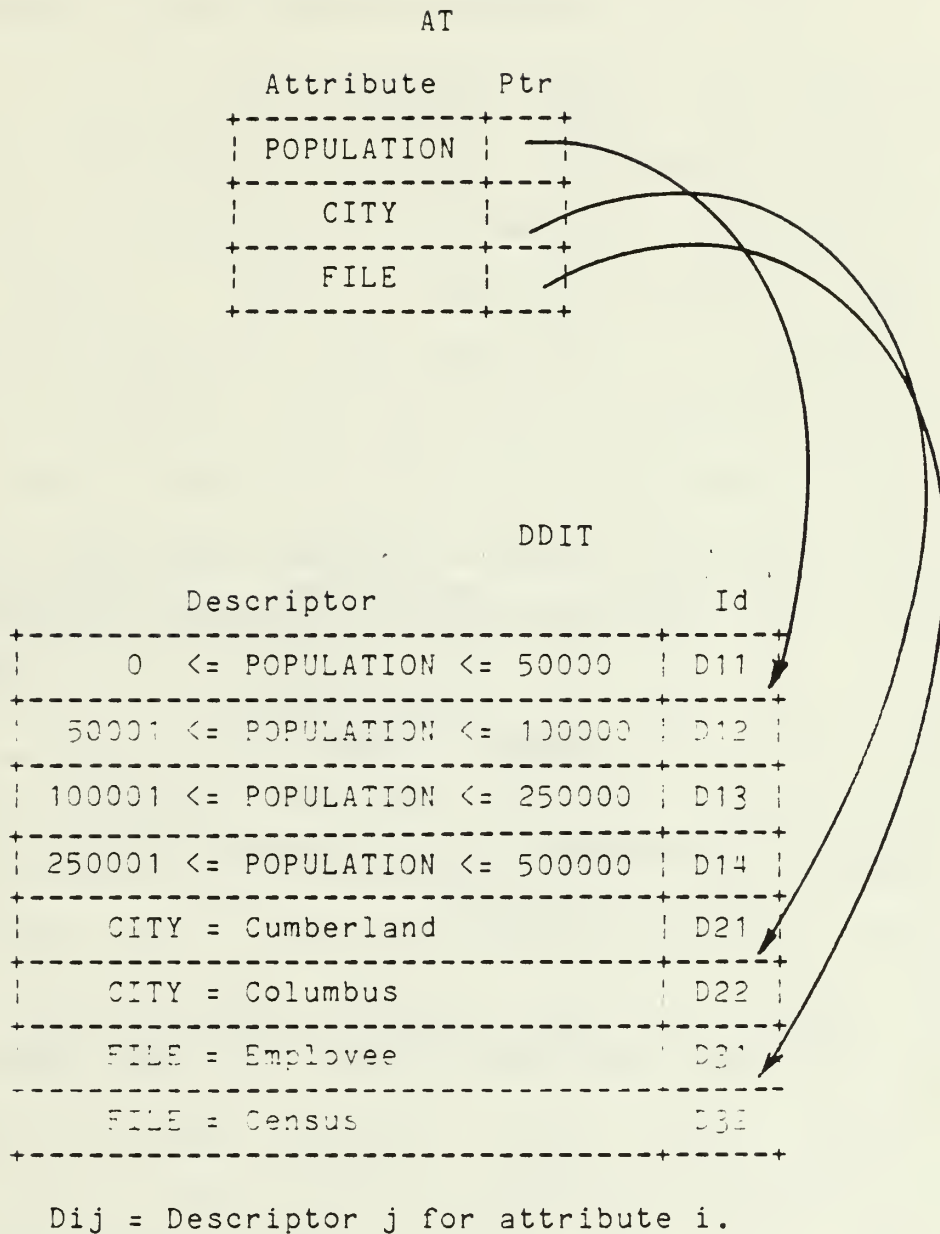 AT
Attribute Ptr
POPULATION
CITY
FILE
DDIT
Descriptor Id
0 <= POPULATION <= 50000 D11
50001 <= POPULATION <= 100000 D12
100001 <= POPULATION <= 250000 D13
250001 <= POPULATION <= 500000 D14
CITY = Cumberland D21
CITY = Columbus D22
FILE = Employee D31
FILE = Census D32
Dij = Descriptor j for attribute i.